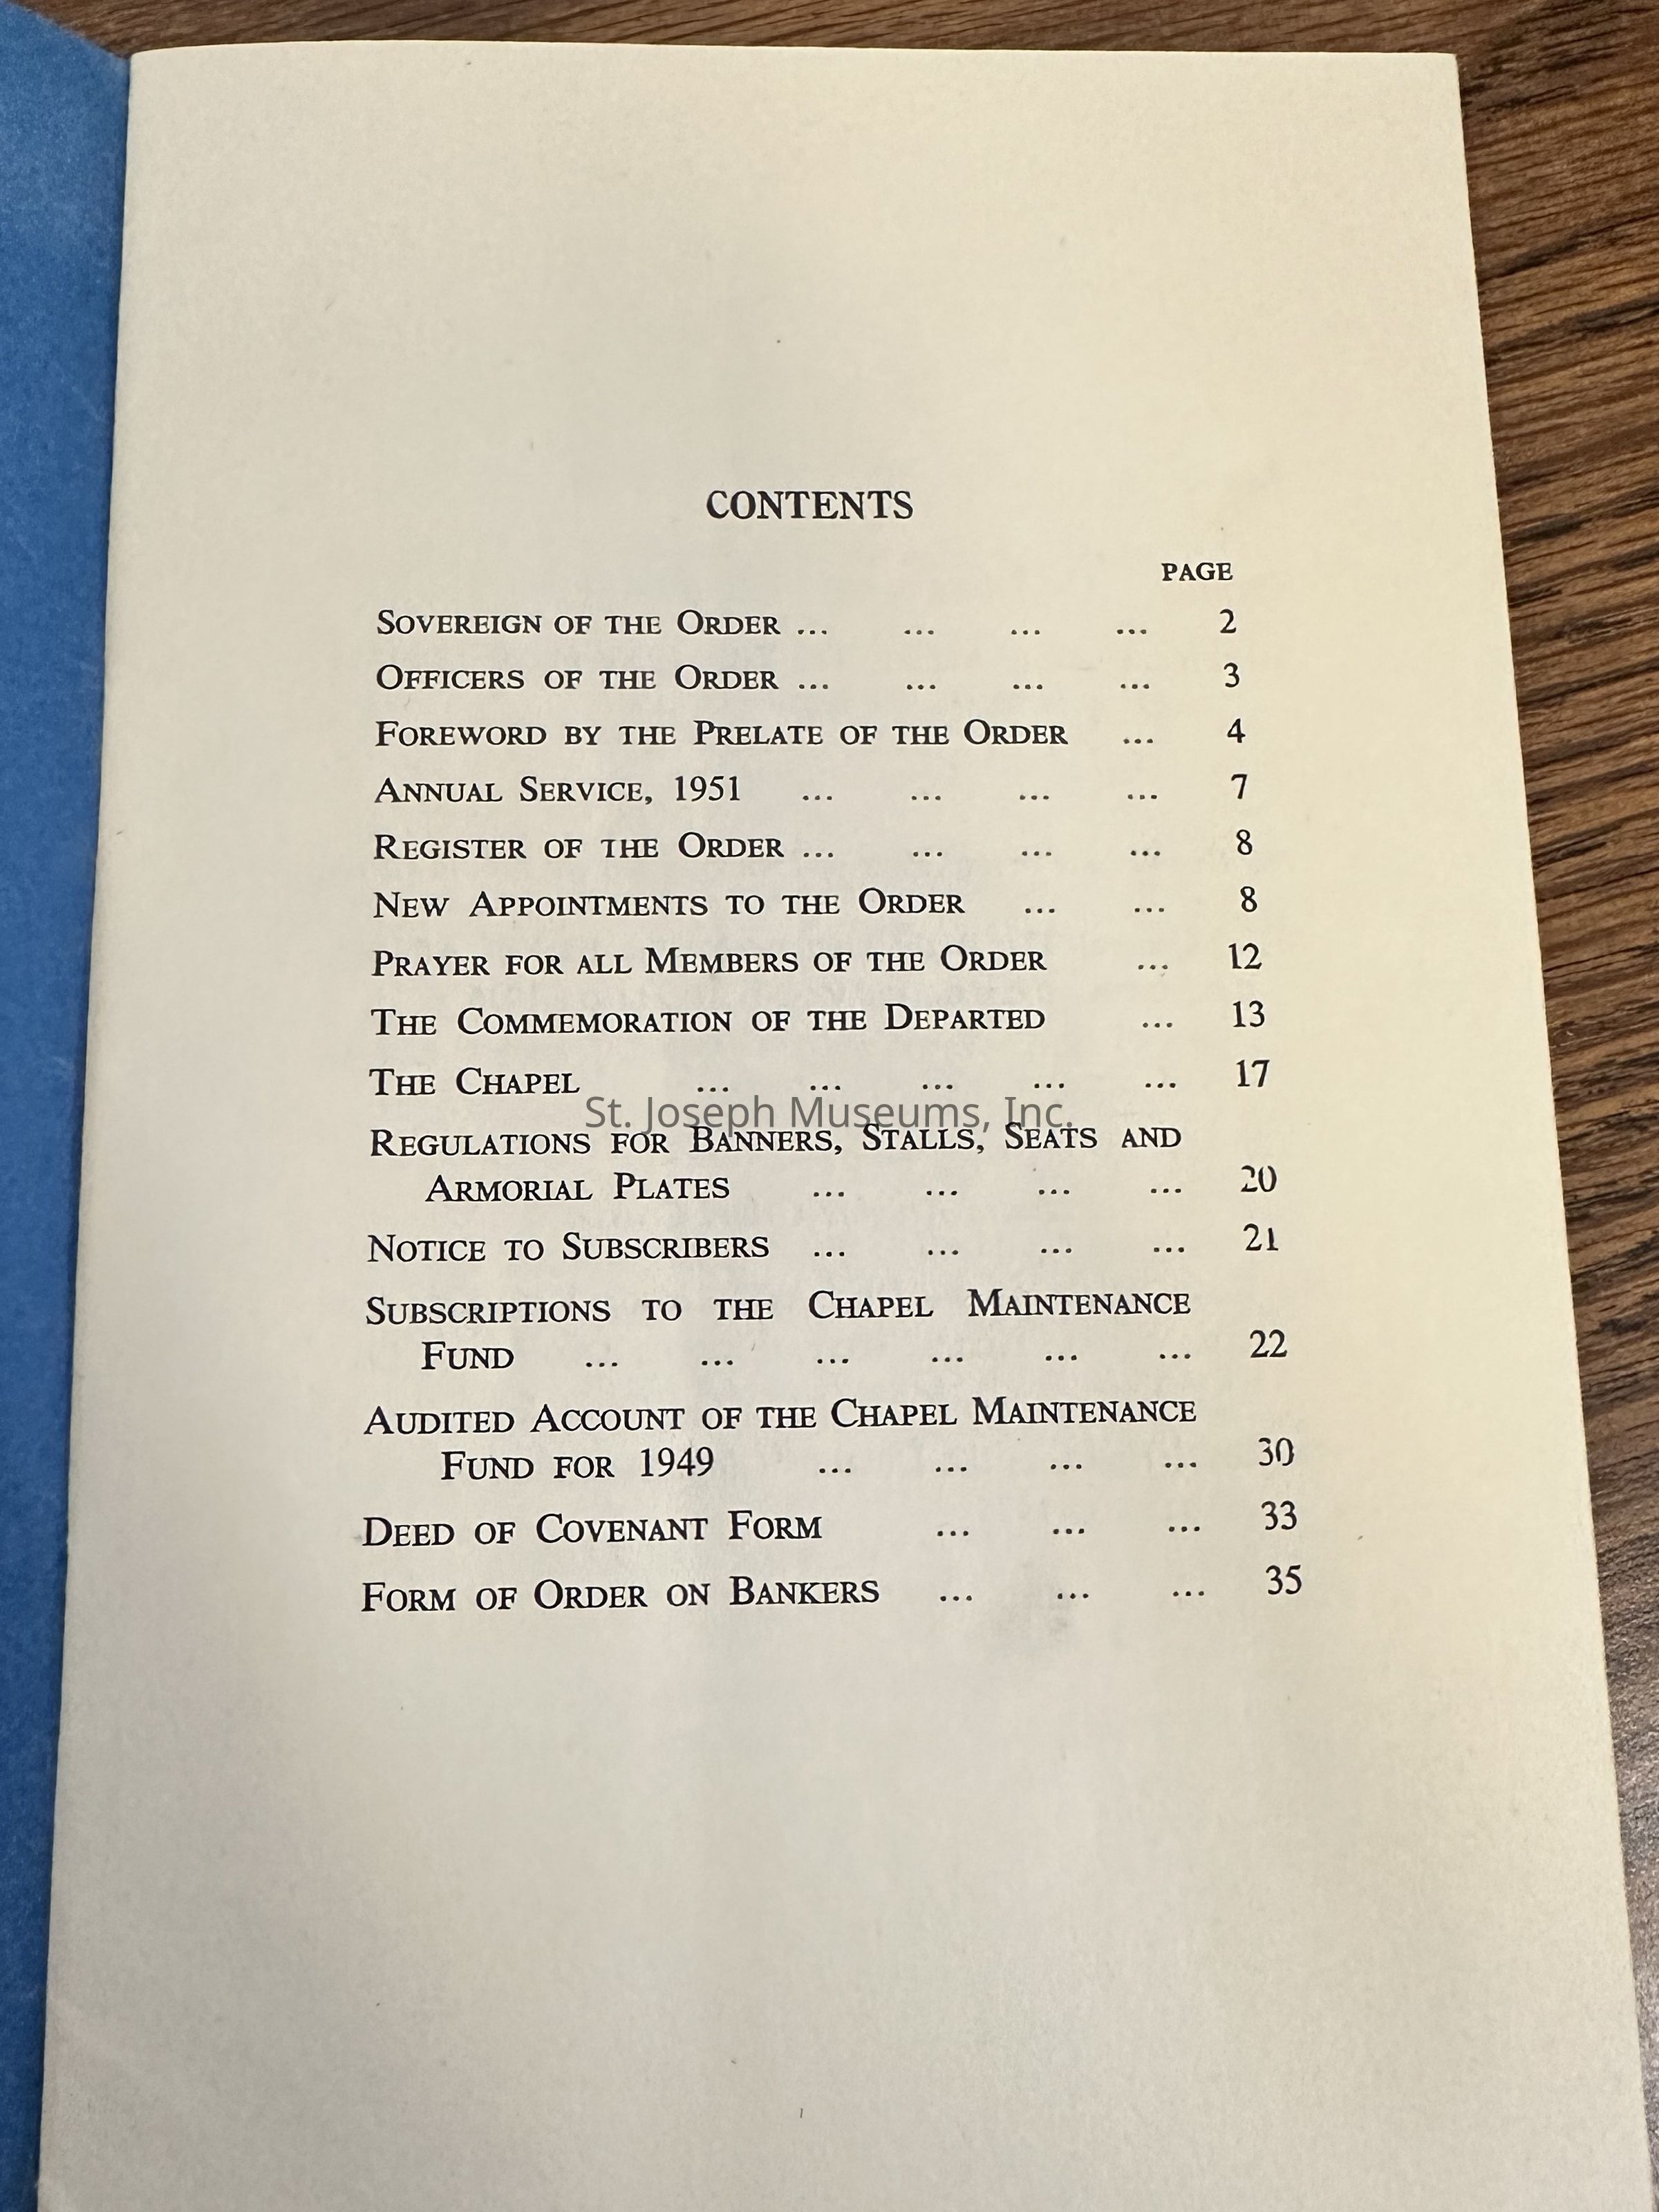 CONTENTS
PAGE
SOVEREIGN OF THE ORDER ... ... ... ... 2
OFFICERS OF THE ORDER ... ... ... ... 3
FOREWORD BY THE PRELATE OF THE ORDER ... 4
ANNUAL SERVICE, 1951 ... ... ... ... 7
REGISTER OF THE ORDER ... ... ... ... 8
NEW APPOINTMENTS TO THE ORDER ... ... 8
PRAYER FOR ALL MEMBERS OF THE ORDER ... 12
THE COMMEMORATION OF THE DEPARTED ... 13
THE CHAPEL ... ... ... ... ... 17
St. Joseph Museums, Inc.
REGULATIONS FOR BANNERS, STALLS, SEATS AND
ARMORIAL PLATES ... ... ... ... 20
NOTICE TO SUBSCRIBERS ... ... ... ... 21
SUBSCRIPTIONS TO THE CHAPEL MAINTENANCE
FUND ... ... ... ... ... ... 22
AUDITED ACCOUNT OF THE CHAPEL MAINTENANCE
FUND FOR 1949 ... ... ... ... 30
DEED OF COVENANT FORM ... ... ... 33
FORM OF ORDER ON BANKERS ... ... ... 35